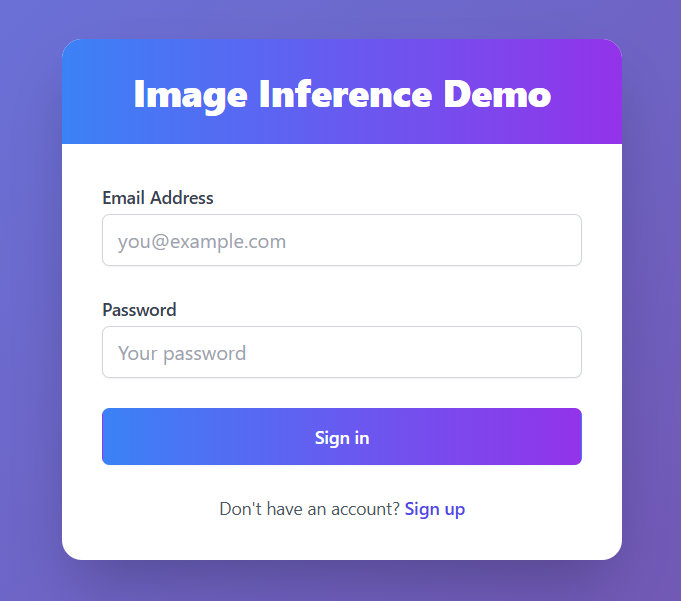 Image Inference Demo
Email Address
you@example.com
Password
Your password
Sign in
Don't have an account? Sign up